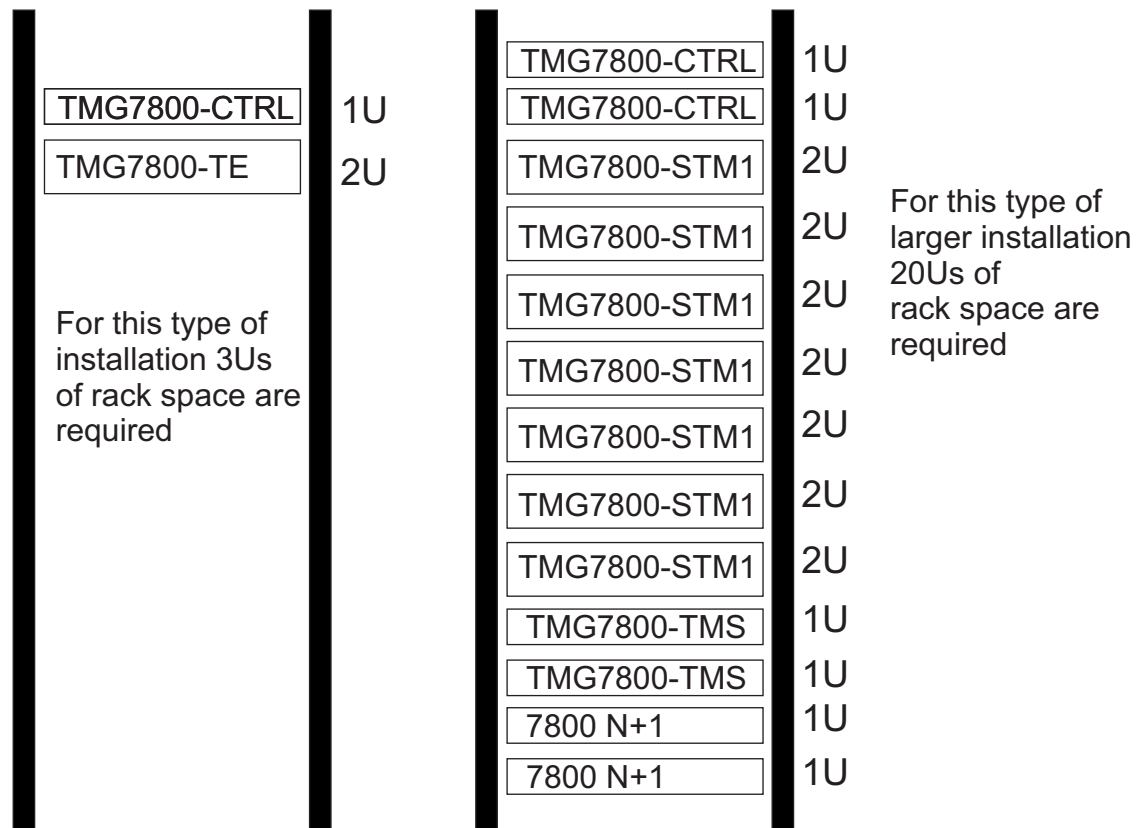 TMG7800-CTRL 1U
TMG7800-TE 2U
For this type of
installation 3Us
of rack space are
required
TMG7800-CTRL 1U
TMG7800-CTRL 1U
TMG7800-STM1 2U
TMG7800-STM1 2U
TMG7800-STM1 2U
TMG7800-STM1 2U
TMG7800-STM1 2U
TMG7800-STM1 2U
TMG7800-STM1 2U
TMG7800-TMS 1U
TMG7800-TMS 1U
7800 N+1 1U
7800 N+1 1U
For this type of
larger installation
20Us of
rack space are
required